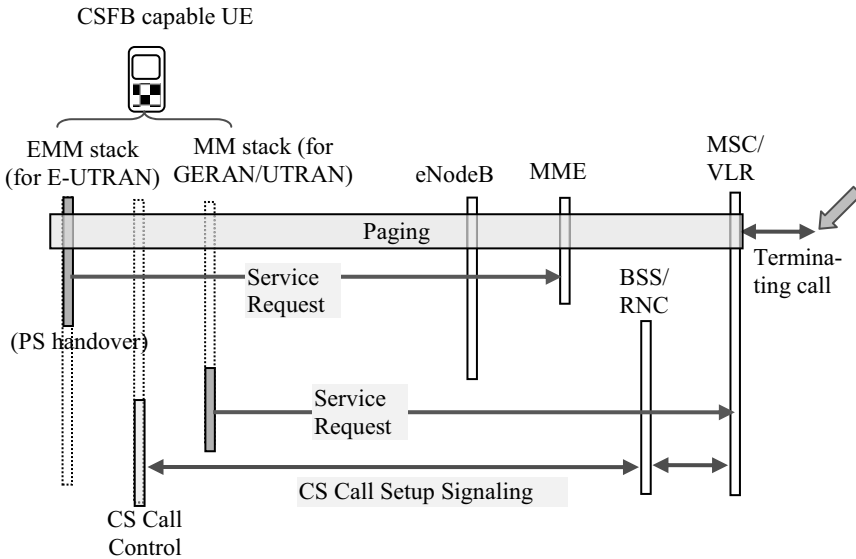 CSFB capable UE
EMM stack
(for E-UTRAN)
MM stack (for
GERAN/UTRAN)
eNodeB
MME
MSC/
VLR
Paging
Termina-
ting call
Service
Request
BSS/
RNC
(PS handover)
Service
Request
CS Call Setup Signaling
CS Call
Control